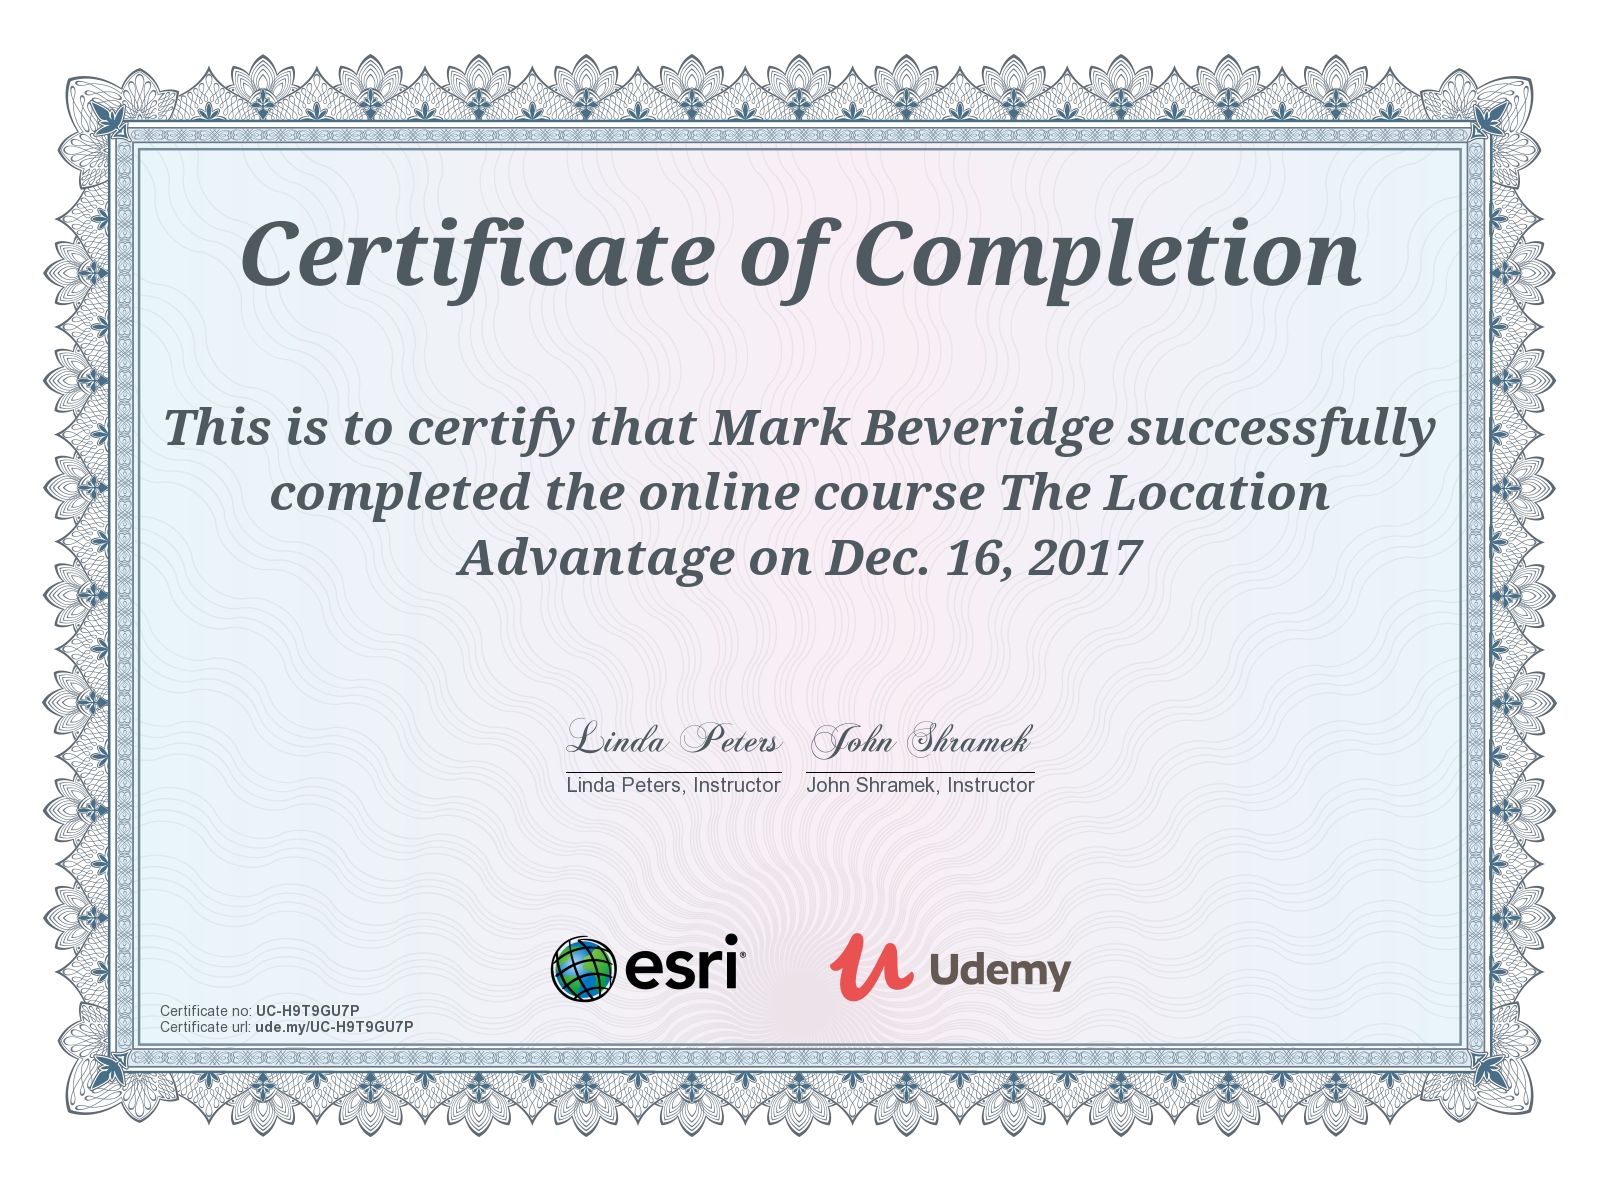 Certificate of Completion
This is to certify that Mark Beveridge successfully
completed the online course The Location
Advantage on Dec. 16, 2017
Linda Peters John Shramek
Linda Peters, Instructor John Shramek, Instructor
esri® Udemy
Certificate no: UC-H9T9GU7P
Certificate url: ude.my/UC-H9T9GU7P